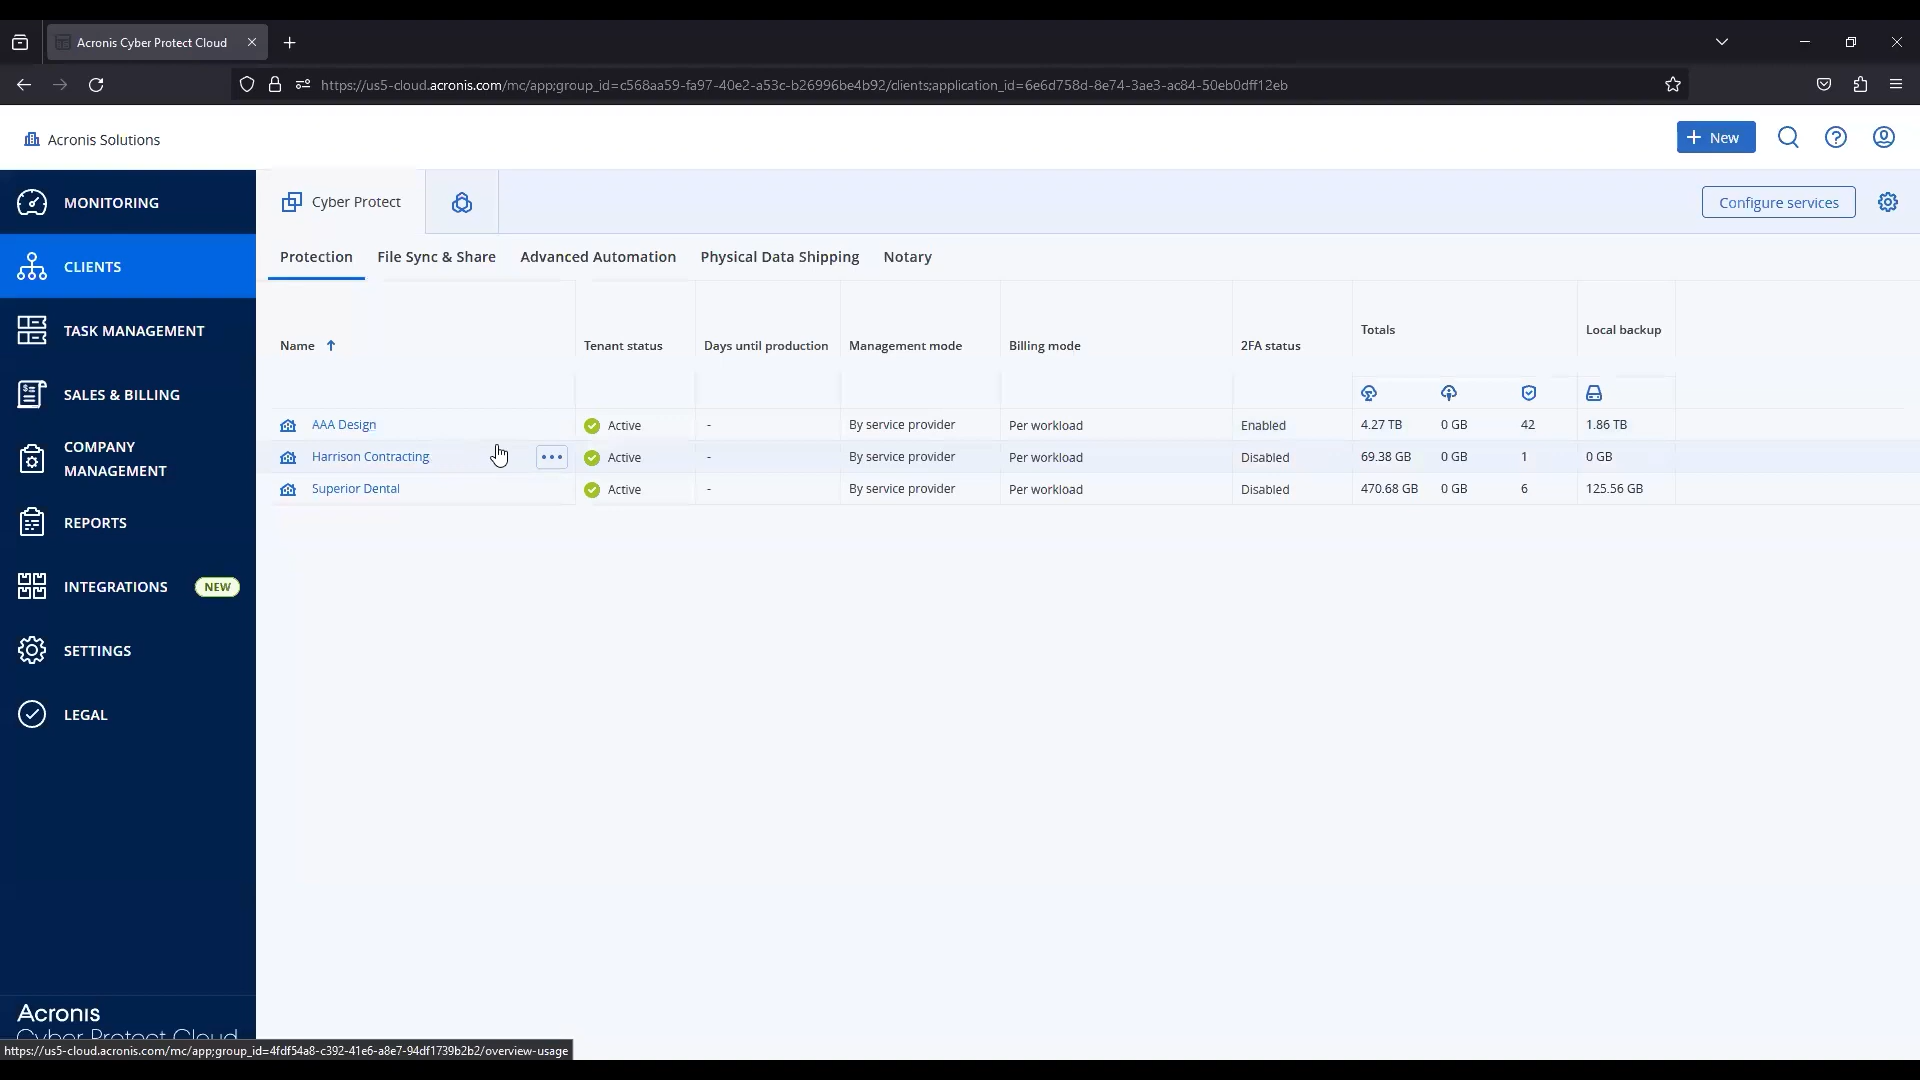 Acronis Cyber Protect Cloud
https://us5-cloud.acronis.com/mc/app;group_id=c568aa59-fa97-40e2-a53c-b26996be4b92/clients;application_id=6e6d758d-8e74-3ae3-ac84-50eb0dff12eb
Acronis Solutions
New
MONITORING
CLIENTS
TASK MANAGEMENT
SALES & BILLING
COMPANY
MANAGEMENT
REPORTS
INTEGRATIONS NEW
SETTINGS
LEGAL
Acronis
Cyber Protect Cloud
Cyber Protect
Configure services
Protection File Sync & Share Advanced Automation Physical Data Shipping Notary
Totals Local backup
Name Tenant status Days until production Management mode Billing mode 2FA status
AAA Design Active - By service provider Per workload Enabled 4.27 TB 0 GB 42 1.86 TB
Harrison Contracting Active - By service provider Per workload Disabled 69.38 GB 0 GB 1 0 GB
Superior Dental Active - By service provider Per workload Disabled 470.68 GB 0 GB 6 125.56 GB
https://us5-cloud.acronis.com/mc/app;group_id=4fdf54a8-c392-41e6-a8e7-94df1739b2b2/overview-usage